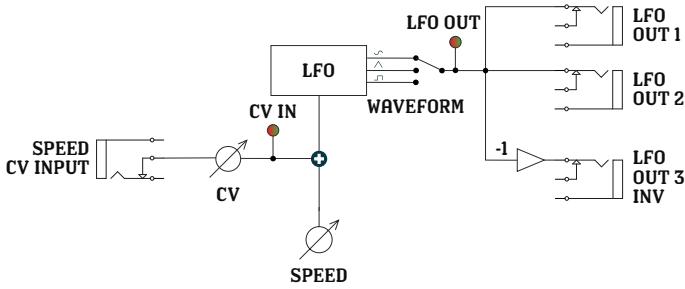 LFO OUT
LFO
OUT 1
LFO
WAVEFORM
LFO
OUT 2
CV IN
SPEED
CV INPUT
CV
-1
LFO
OUT 3
INV
SPEED